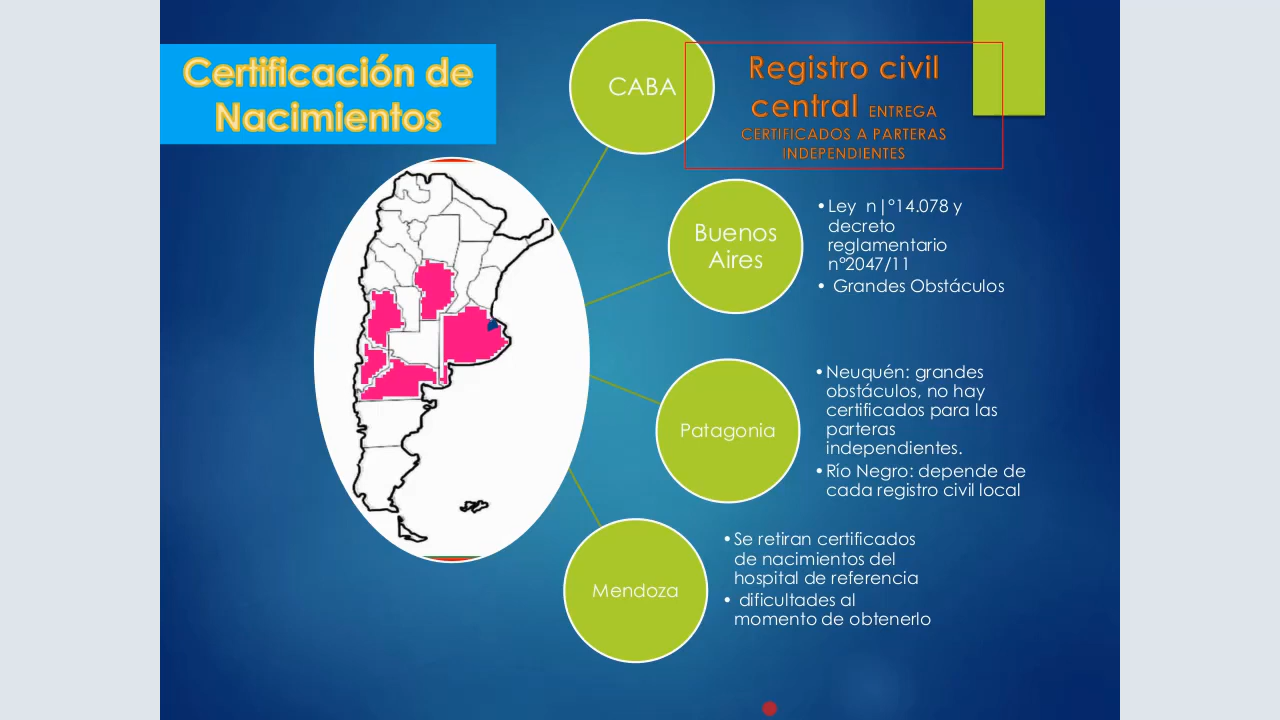 Certificación de
Nacimientos
CABA
Registro civil
central ENTREGA
CERTIFICADOS A PARTERAS
INDEPENDIENTES
Buenos
Aires
•Ley n|°14.078 y
decreto
reglamentario
n°2047/11
• Grandes Obstáculos
Patagonia
•Neuquén: grandes
obstáculos, no hay
certificados para las
parteras
independientes.
•Río Negro: depende de
cada registro civil local
Mendoza
•Se retiran certificados
de nacimientos del
hospital de referencia
• dificultades al
momento de obtenerlo